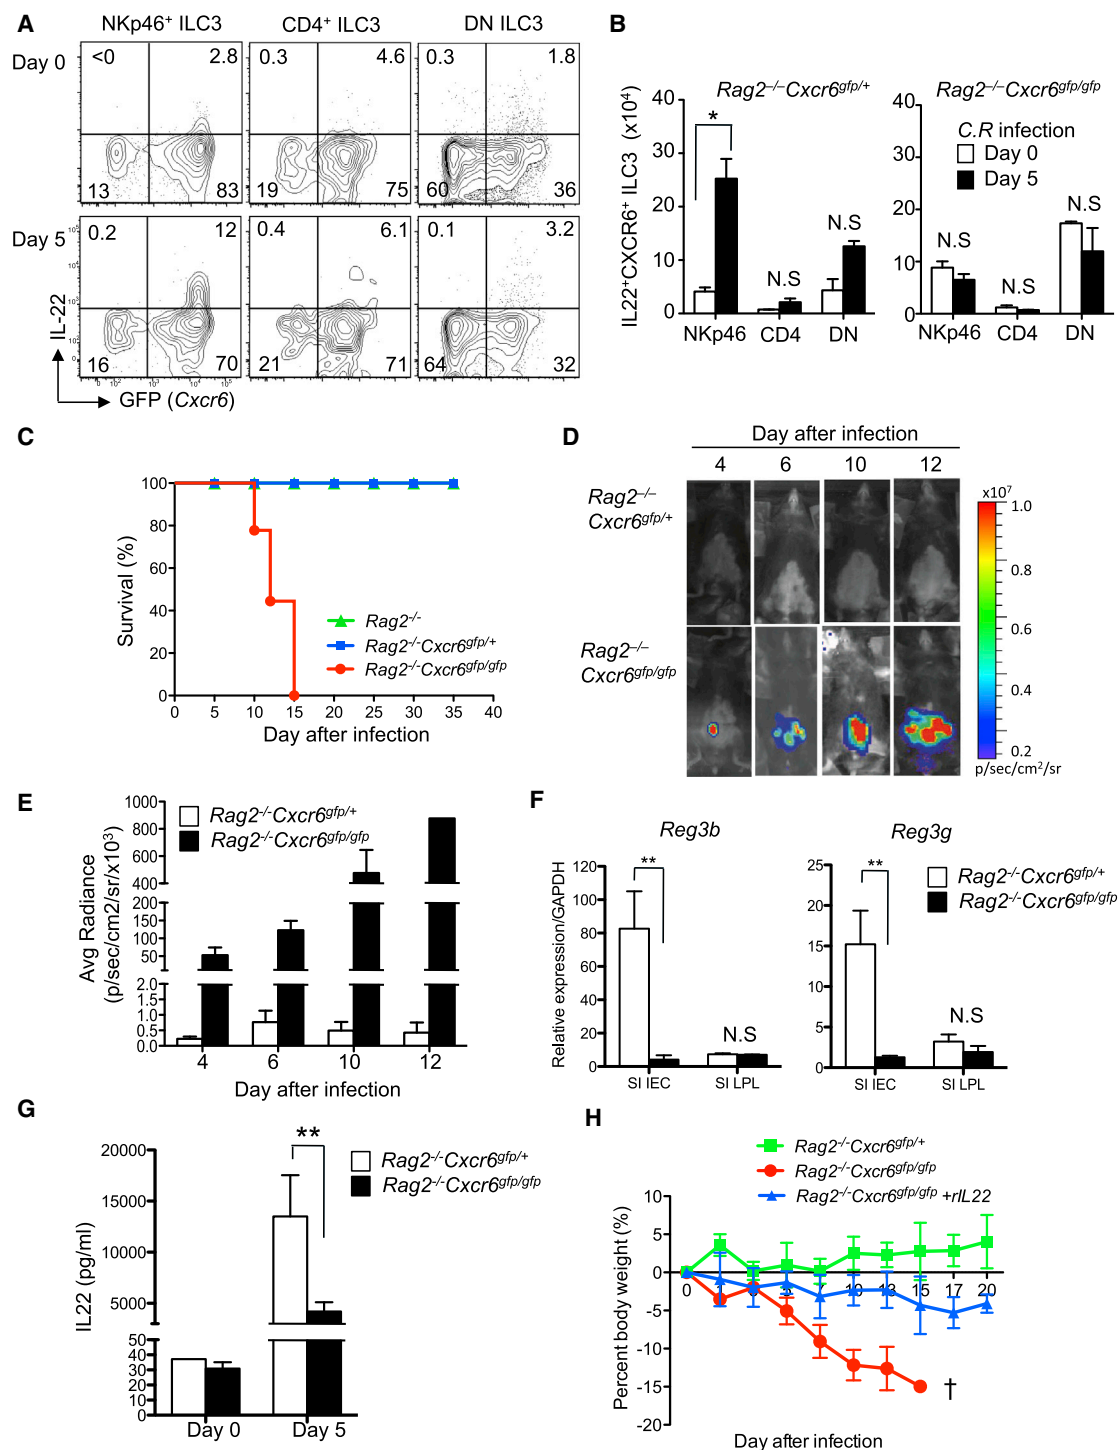 A
NKp46+ ILC3
CD4+ ILC3
DN ILC3
Day 0
<0
2.8
13
83
0.3
4.6
19
75
0.3
1.8
60
36
Day 5
0.2
12
16
70
0.4
6.1
21
71
0.1
3.2
64
32
IL-22
GFP (Cxcr6)
B
Rag2–/–Cxcr6gfp/+
Rag2–/–Cxcr6gfp/gfp
IL22+CXCR6+ ILC3 (x10⁴)
40
30
20
10
0
*
N.S
N.S
NKp46
CD4
DN
40
30
20
10
0
C.R infection
Day 0
Day 5
N.S
N.S
N.S
NKp46
CD4
DN
C
Survival (%)
100
80
60
40
20
0
0 5 10 15 20 25 30 35 40
Day after infection
Rag2-/-
Rag2-/-Cxcr6gfp/+
Rag2-/-Cxcr6gfp/gfp
D
Day after infection
4 6 10 12
Rag2–/–
Cxcr6gfp/+
Rag2–/–
Cxcr6gfp/gfp
x10⁷
1.0
0.8
0.6
0.4
0.2
p/sec/cm²/sr
E
Rag2-/-Cxcr6gfp/+
Rag2-/-Cxcr6gfp/gfp
Avg Radiance
(p/sec/cm2/sr/x10³)
1000
800
600
400
200
150
100
50
2.0
1.5
1.0
0.5
0.0
4 6 10 12
Day after infection
F
Reg3b
Relative expression/GAPDH
120
100
80
60
40
20
0
**
N.S
SI IEC
SI LPL
Reg3g
25
20
15
10
5
0
**
N.S
SI IEC
SI LPL
Rag2-/-Cxcr6gfp/+
Rag2-/-Cxcr6gfp/gfp
G
IL22 (pg/ml)
20000
15000
10000
5000
50
40
30
20
10
0
**
Day 0
Day 5
Rag2-/-Cxcr6gfp/+
Rag2-/-Cxcr6gfp/gfp
H
Rag2-/-Cxcr6gfp/+
Rag2-/-Cxcr6gfp/gfp
Rag2-/-Cxcr6gfp/gfp +rIL22
Percent body weight (%)
10
5
0
-5
-10
-15
-20
0 10 13 15 17 20
†
Day after infection